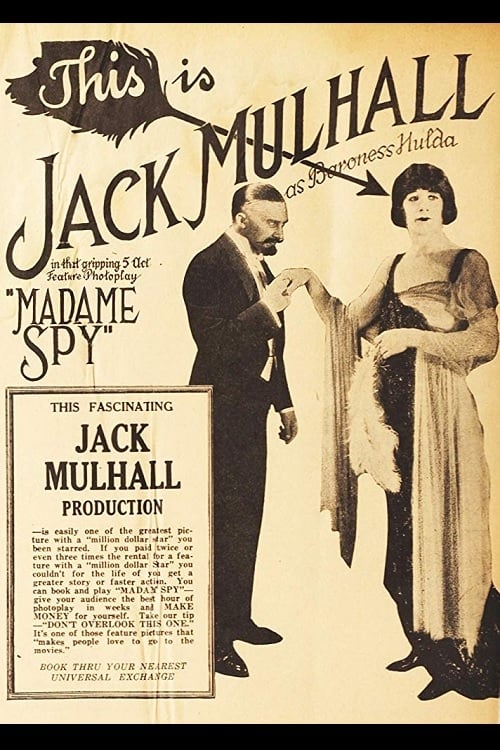 This is
JACK MULHALL
as Baroness Hulda
in that gripping 5 Act
Feature Photoplay
"MADAME
SPY"
THIS FASCINATING
JACK
MULHALL
PRODUCTION
—is easily one of the greatest pic-
ture with a "million dollar star" you
been starred. If you paid twice or
even three times the rental for a fea-
ture with a "million dollar Star" you
couldn't for the life of you get a
greater story or faster action. You
can book and play "MADAM SPY"—
give your audience the best hour of
photoplay in weeks and MAKE
MONEY for yourself. Take our tip
—"DON'T OVERLOOK THIS ONE."
It's one of those feature pictures that
"makes people love to go to the
movies."
BOOK THRU YOUR NEAREST
UNIVERSAL EXCHANGE